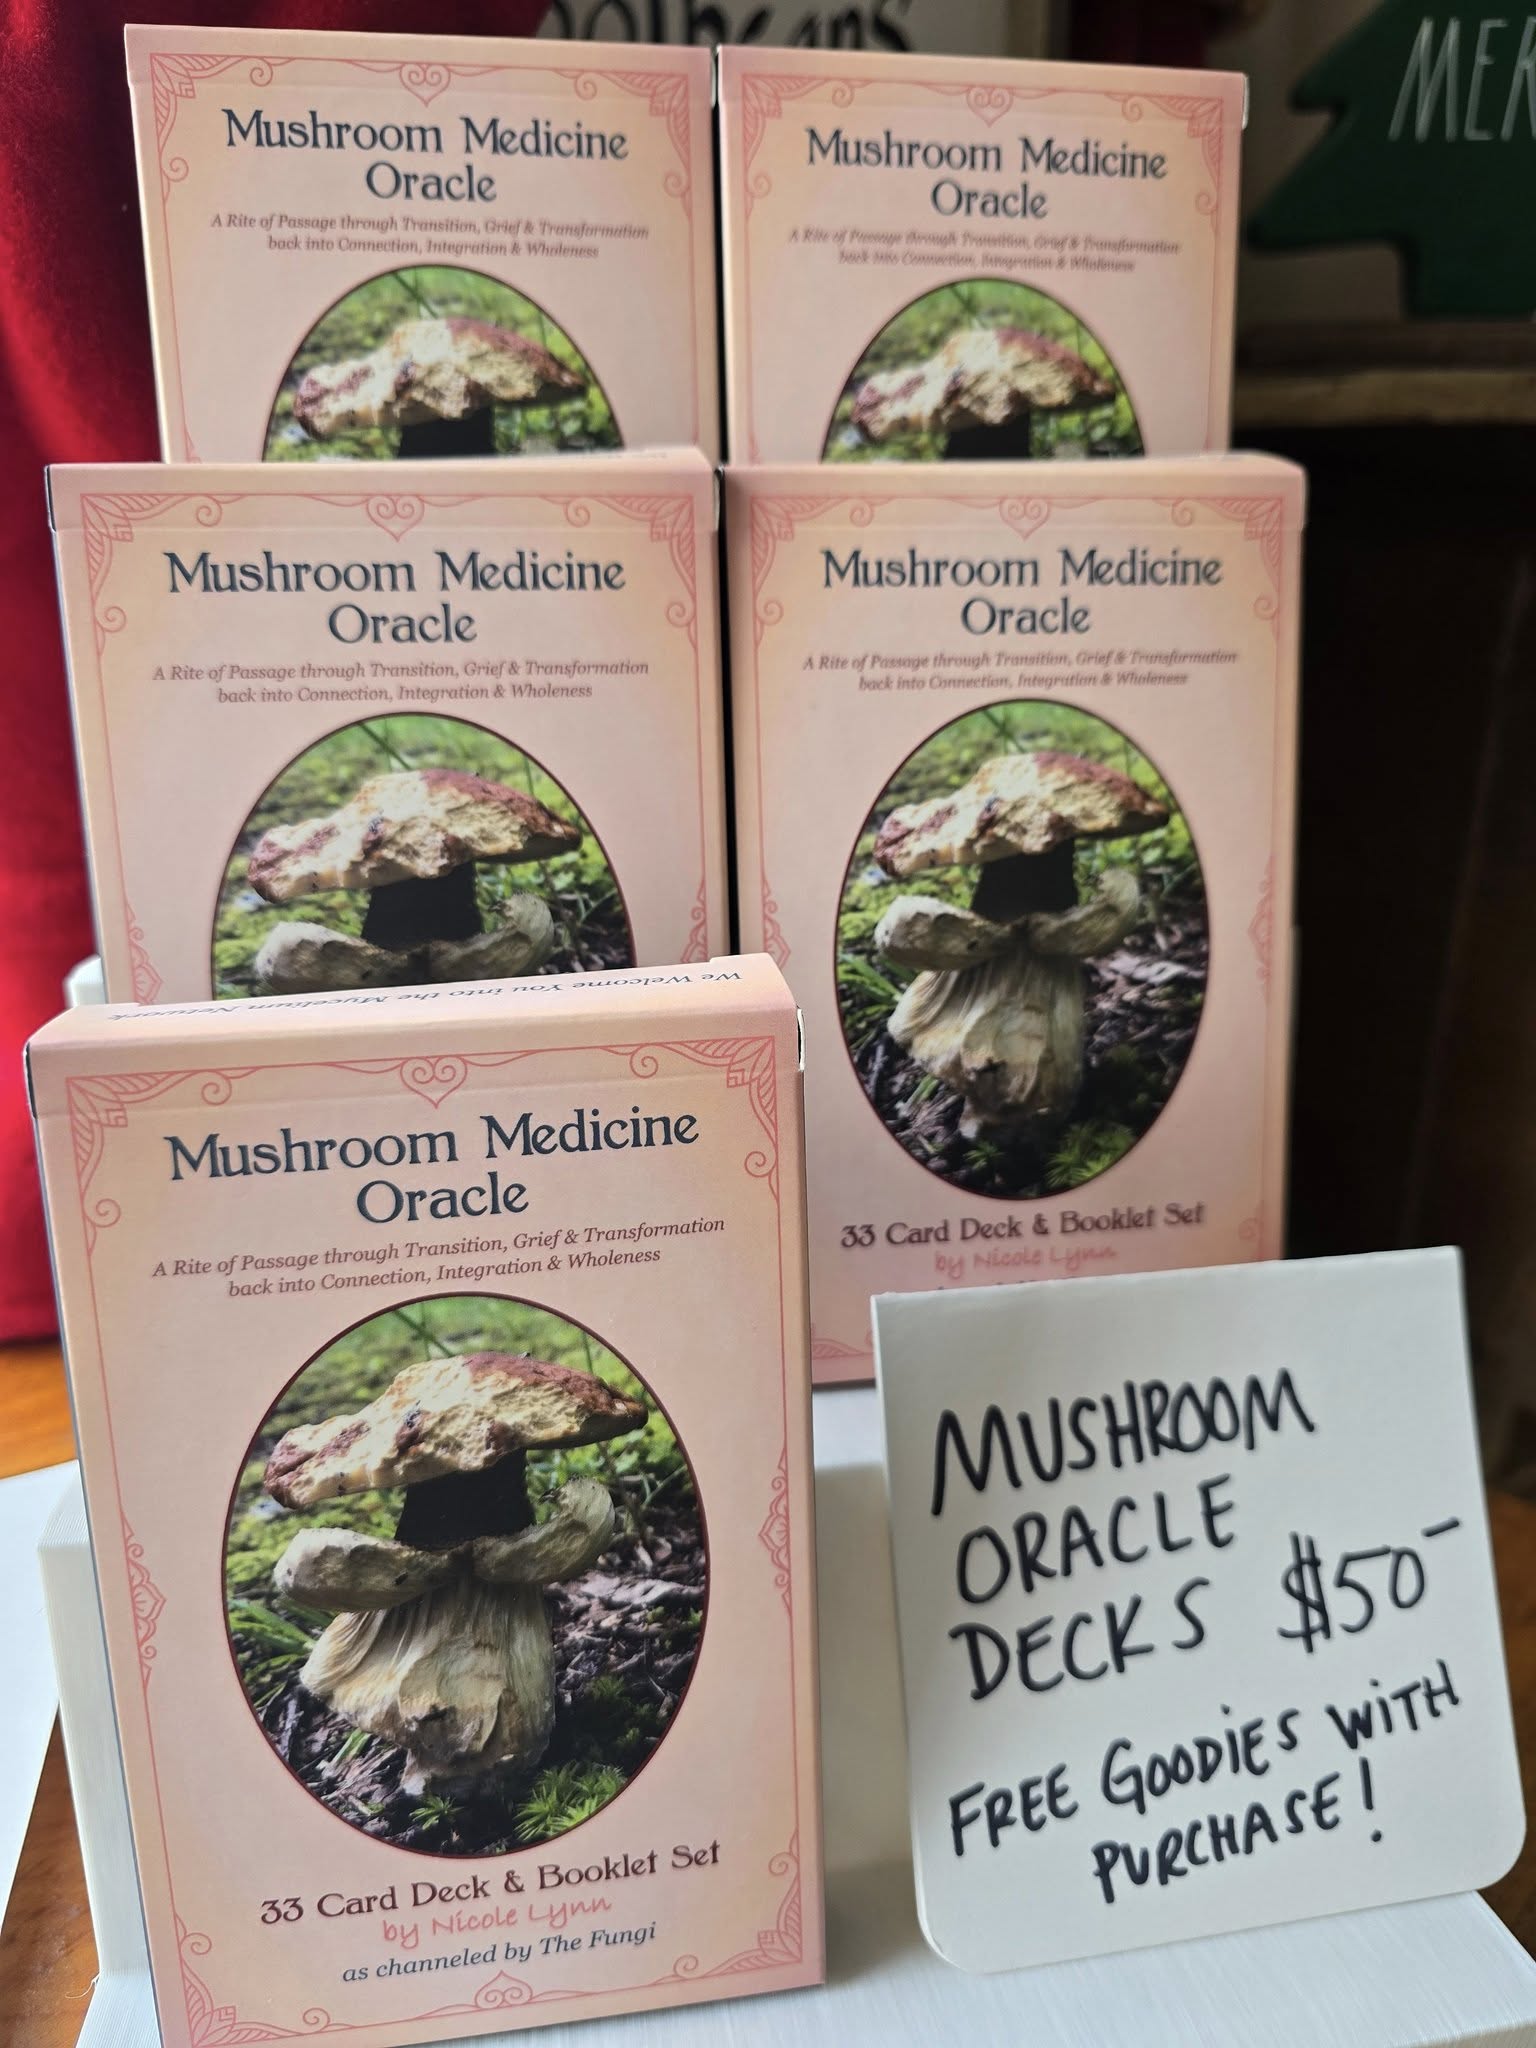 Mushroom Medicine
Oracle
A Rite of Passage through Transition, Grief & Transformation
back into Connection, Integration & Wholeness
Mushroom Medicine
Oracle
A Rite of Passage through Transition, Grief & Transformation
back into Connection, Integration & Wholeness
Mushroom Medicine
Oracle
A Rite of Passage through Transition, Grief & Transformation
back into Connection, Integration & Wholeness
Mushroom Medicine
Oracle
A Rite of Passage through Transition, Grief & Transformation
back into Connection, Integration & Wholeness
33 Card Deck & Booklet Set
by Nicole Lynn
We Welcome You into the Mycelium Network
Mushroom Medicine
Oracle
A Rite of Passage through Transition, Grief & Transformation
back into Connection, Integration & Wholeness
33 Card Deck & Booklet Set
by Nicole Lynn
as channeled by The Fungi
MUSHROOM
ORACLE
DECKS $50-
FREE GOODIES WITH
PURCHASE!